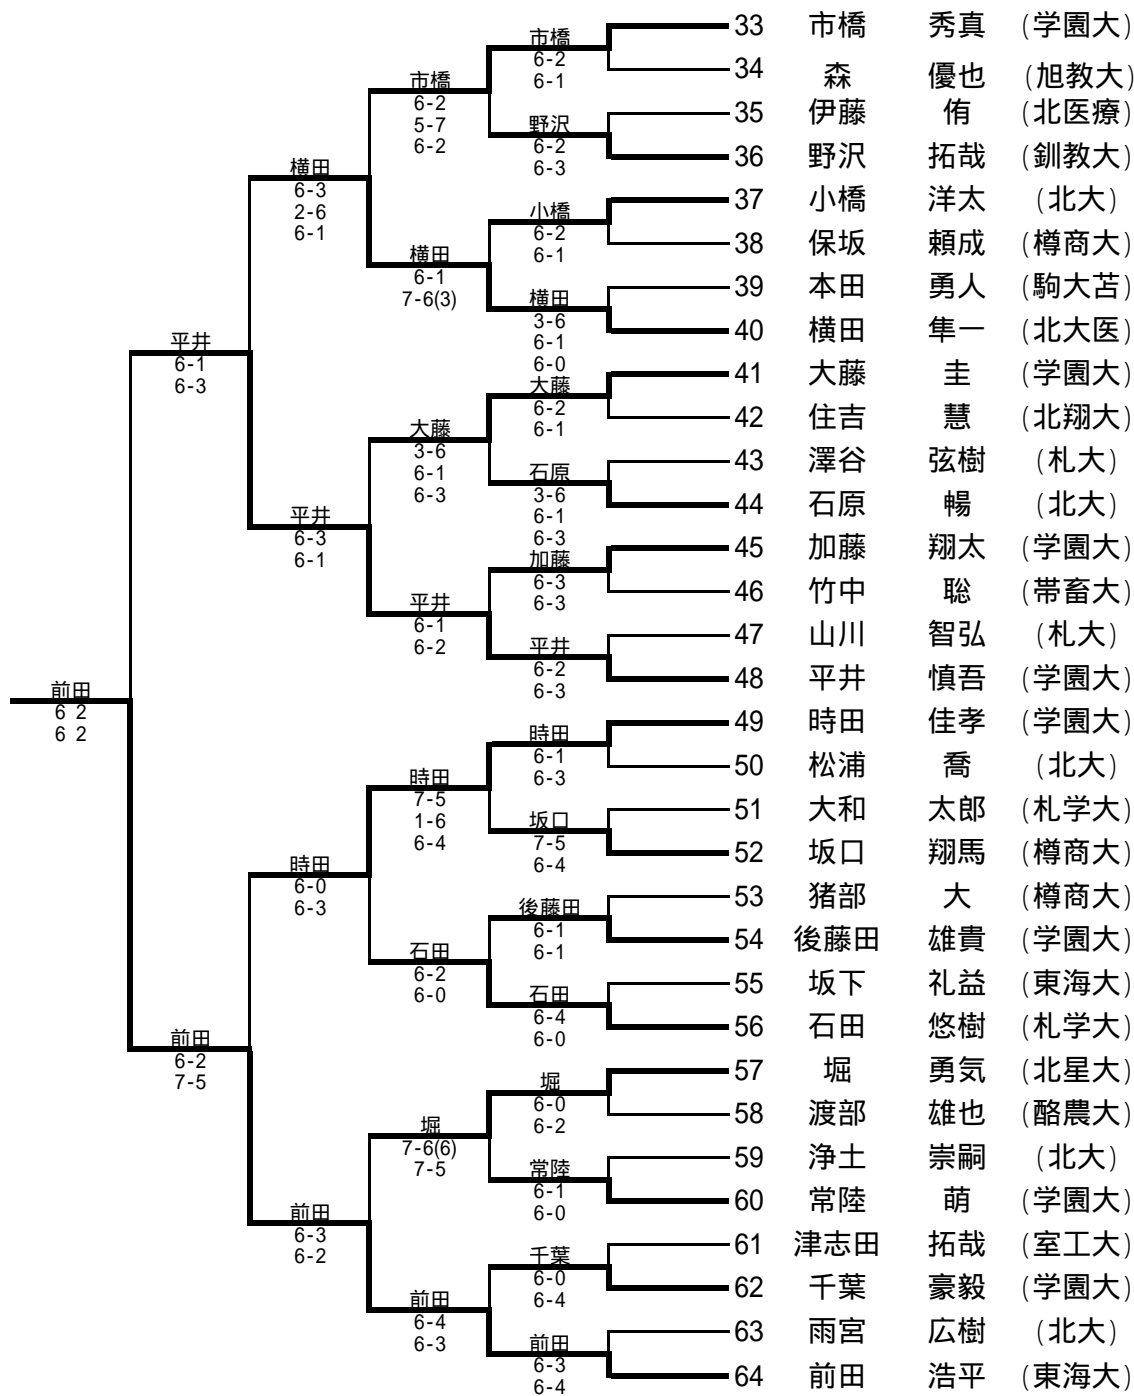 33 市橋 秀真 (学園大)
34 森 優也 (旭教大)
35 伊藤 侑 (北医療)
36 野沢 拓哉 (釧教大)
37 小橋 洋太 (北大)
38 保坂 頼成 (樽商大)
39 本田 勇人 (駒大苫)
40 横田 隼一 (北大医)
41 大藤 圭 (学園大)
42 住吉 慧 (北翔大)
43 澤谷 弦樹 (札大)
44 石原 暢 (北大)
45 加藤 翔太 (学園大)
46 竹中 聡 (帯畜大)
47 山川 智弘 (札大)
48 平井 慎吾 (学園大)
49 時田 佳孝 (学園大)
50 松浦 喬 (北大)
51 大和 太郎 (札学大)
52 坂口 翔馬 (樽商大)
53 猪部 大 (樽商大)
54 後藤田 雄貴 (学園大)
55 坂下 礼益 (東海大)
56 石田 悠樹 (札学大)
57 堀 勇気 (北星大)
58 渡部 雄也 (酪農大)
59 浄土 崇嗣 (北大)
60 常陸 萌 (学園大)
61 津志田 拓哉 (室工大)
62 千葉 豪毅 (学園大)
63 雨宮 広樹 (北大)
64 前田 浩平 (東海大)
市橋
6-2
6-1
野沢
6-2
6-3
小橋
6-2
6-1
横田
3-6
6-1
6-0
大藤
6-2
6-1
石原
3-6
6-1
6-3
加藤
6-3
6-3
平井
6-2
6-3
時田
6-1
6-3
坂口
7-5
6-4
後藤田
6-1
6-1
石田
6-4
6-0
堀
6-0
6-2
常陸
6-1
6-0
千葉
6-0
6-4
前田
6-3
6-4
市橋
6-2
5-7
6-2
横田
6-1
7-6(3)
大藤
3-6
6-1
6-3
平井
6-1
6-2
時田
7-5
1-6
6-4
石田
6-2
6-0
堀
7-6(6)
7-5
前田
6-4
6-3
横田
6-3
2-6
6-1
平井
6-3
6-1
時田
6-0
6-3
前田
6-3
6-2
平井
6-1
6-3
前田
6-2
7-5
前田
6 2
6 2